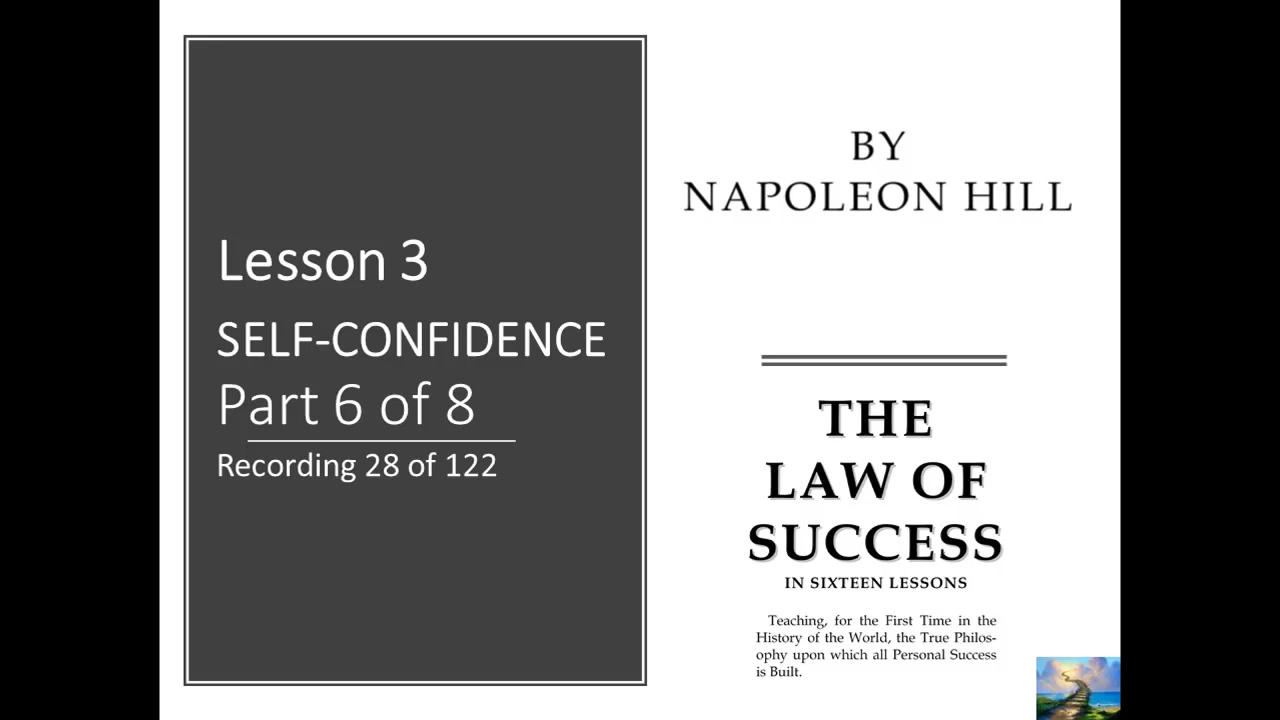 Lesson 3
SELF-CONFIDENCE
Part 6 of 8
Recording 28 of 122
BY
NAPOLEON HILL
THE
LAW OF
SUCCESS
IN SIXTEEN LESSONS
Teaching, for the First Time in the
History of the World, the True Philos-
ophy upon which all Personal Success
is Built.